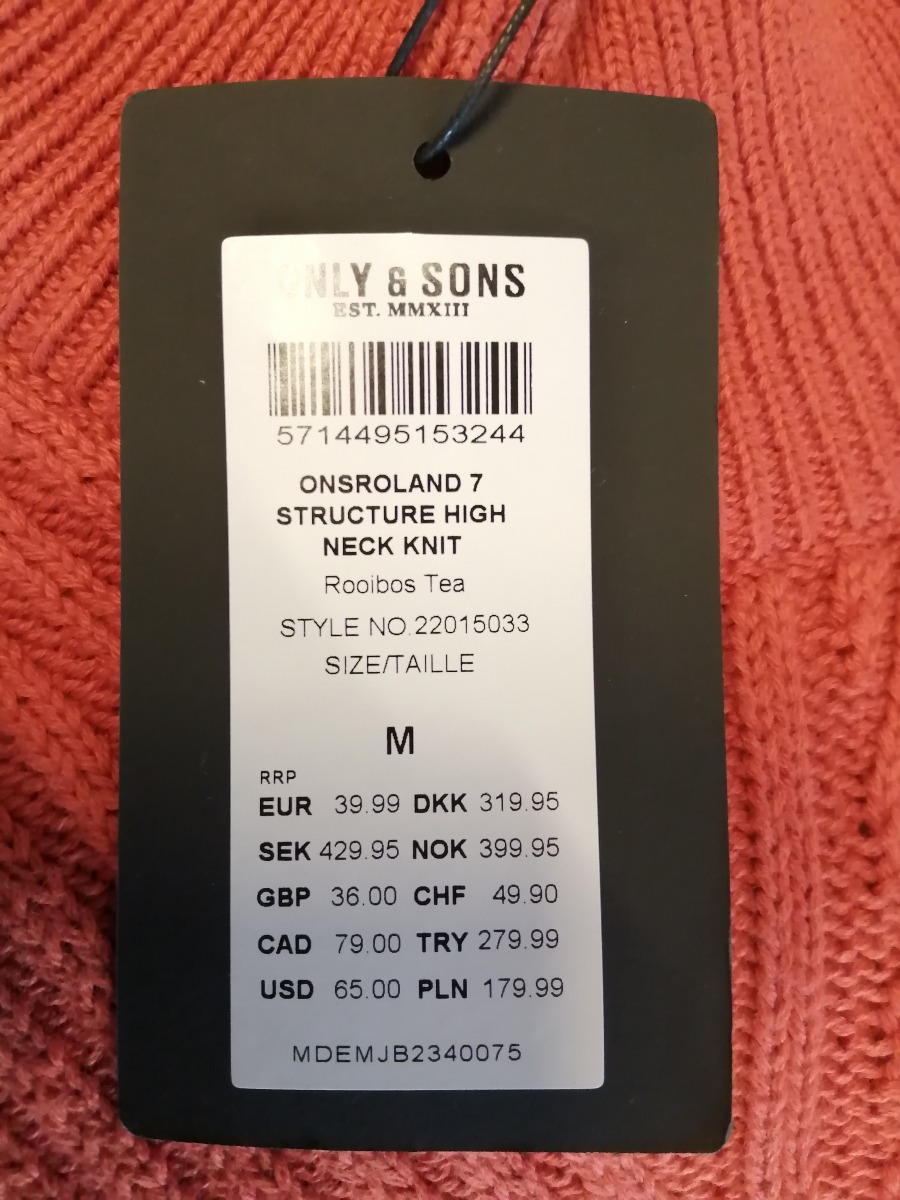 ONLY & SONS
EST. MMXIII
5714495153244
ONSROLAND 7
STRUCTURE HIGH
NECK KNIT
Rooibos Tea
STYLE NO.22015033
SIZE/TAILLE
M
RRP
EUR 39.99 DKK 319.95
SEK 429.95 NOK 399.95
GBP 36.00 CHF 49.90
CAD 79.00 TRY 279.99
USD 65.00 PLN 179.99
MDEMJB2340075